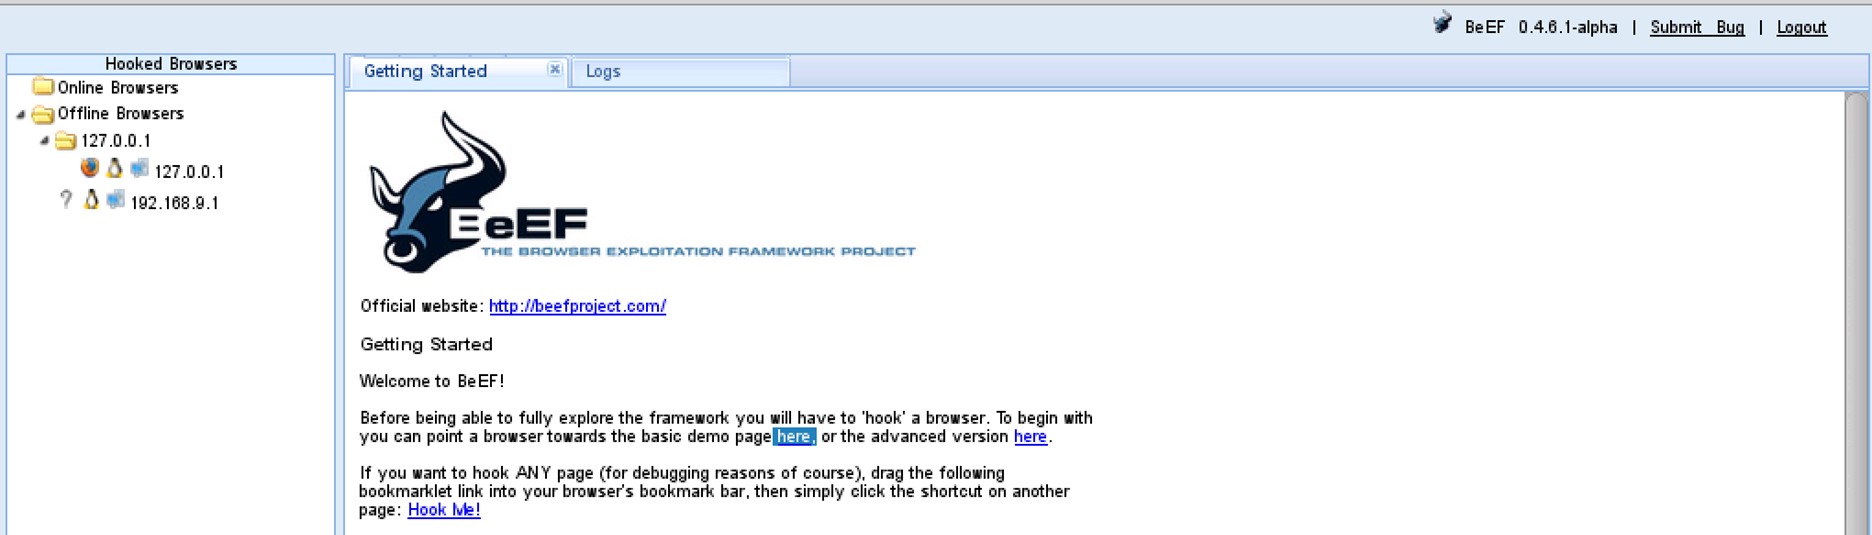 BeEF 0.4.6.1-alpha | Submit Bug | Logout
Hooked Browsers
Online Browsers
Offline Browsers
127.0.0.1
127.0.0.1
? 192.168.9.1
Getting Started
Logs
BeEF
THE BROWSER EXPLOITATION FRAMEWORK PROJECT
Official website: http://beefproject.com/
Getting Started
Welcome to BeEF!
Before being able to fully explore the framework you will have to 'hook' a browser. To begin with
you can point a browser towards the basic demo page here, or the advanced version here.
If you want to hook ANY page (for debugging reasons of course), drag the following
bookmarklet link into your browser's bookmark bar, then simply click the shortcut on another
page: Hook Me!